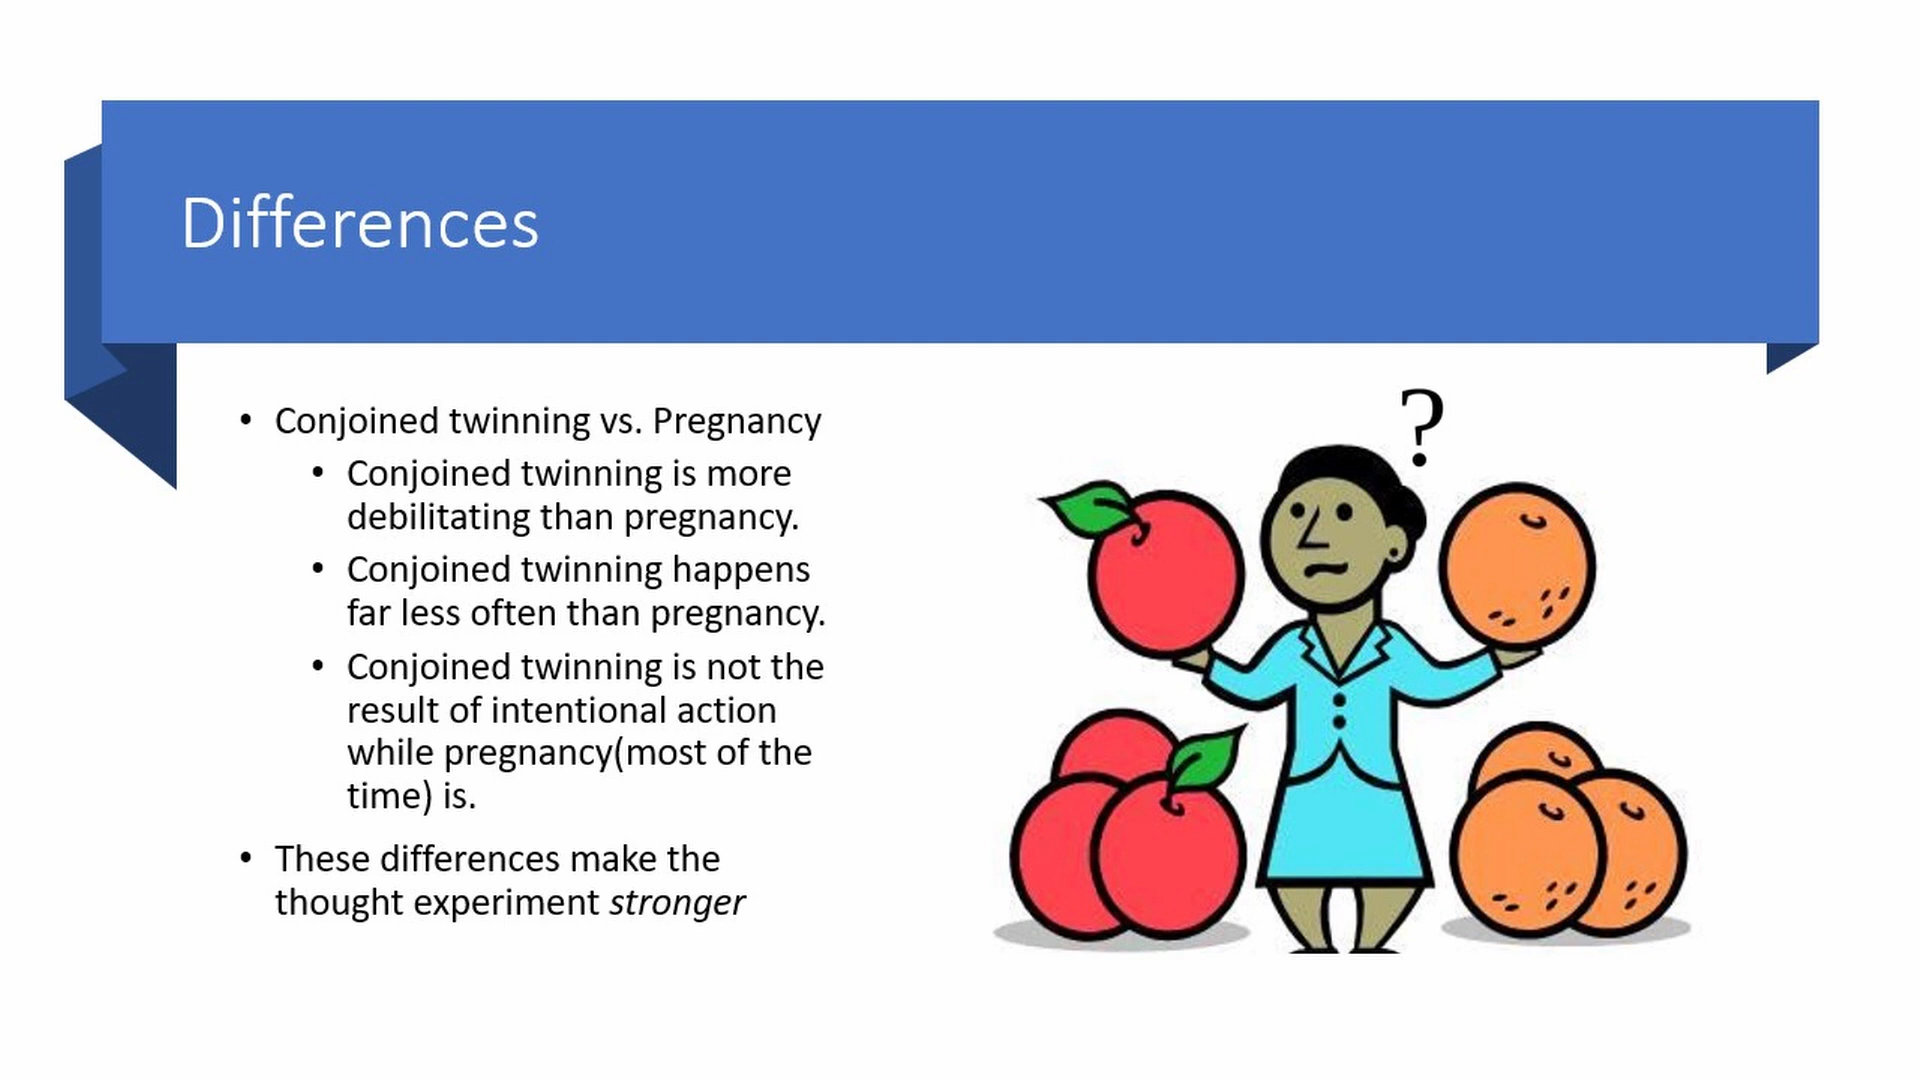 Differences
• Conjoined twinning vs. Pregnancy
• Conjoined twinning is more
debilitating than pregnancy.
• Conjoined twinning happens
far less often than pregnancy.
• Conjoined twinning is not the
result of intentional action
while pregnancy(most of the
time) is.
• These differences make the
thought experiment stronger
?